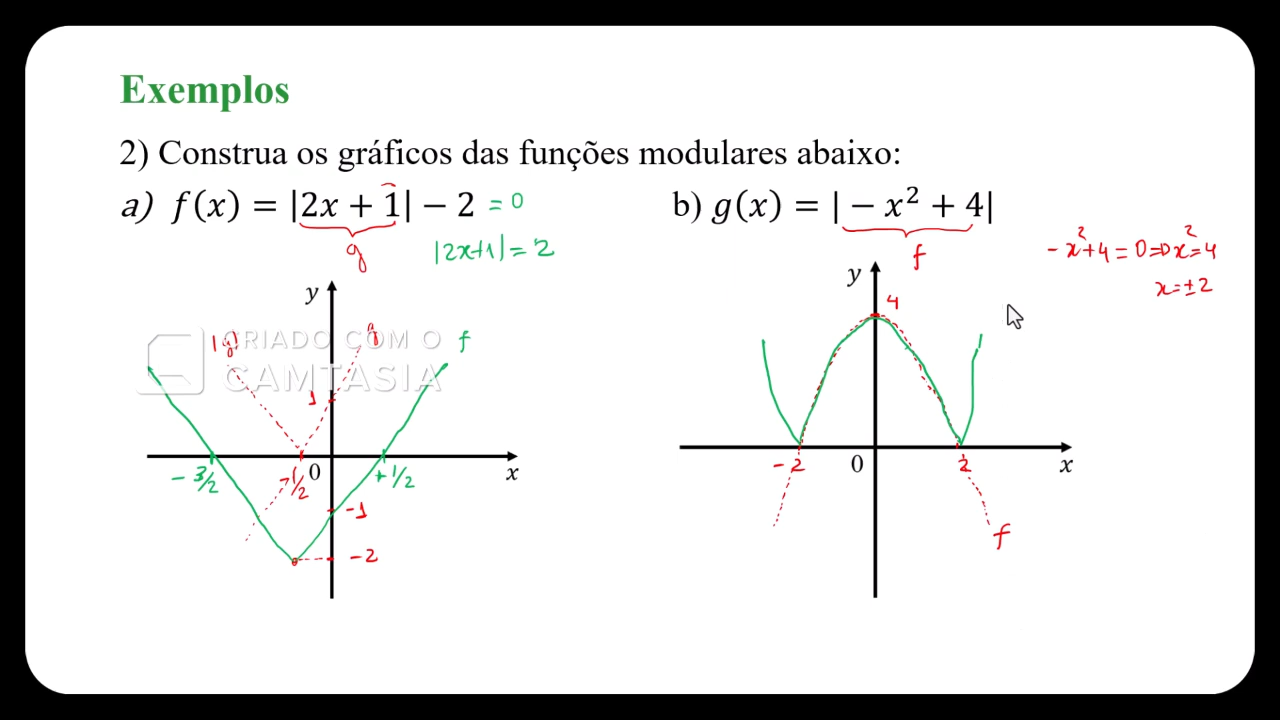 Exemplos
2) Construa os gráficos das funções modulares abaixo:
a) f(x) = |2x + 1| − 2 = 0
g
|2x+1| = 2
y
|g|
g
f
1
− 3/2
−1/2
0
+1/2
x
−1
−2
b) g(x) = |− x² + 4|
f
−x²+4 = 0 ⇒ x² = 4
x = ±2
y
4
−2
0
2
x
f
CRIADO COM O
CAMTASIA